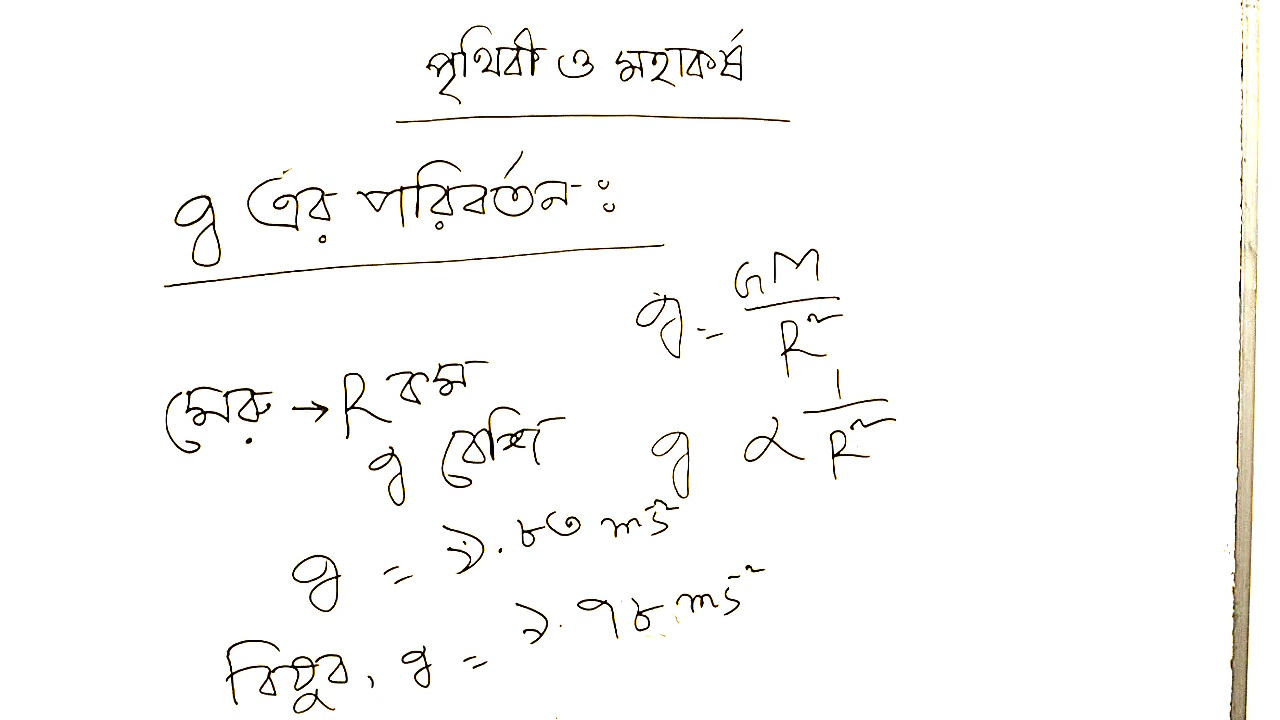 পৃথিবী ও মহাকর্ষ
g এর পরিবর্তন :
g = GM/R²
মেরু → R কম
g বেশি
g ∝ 1/R²
g = ৯.৮৩ ms⁻²
বিষুব, g = ৯.৭৮ ms⁻²